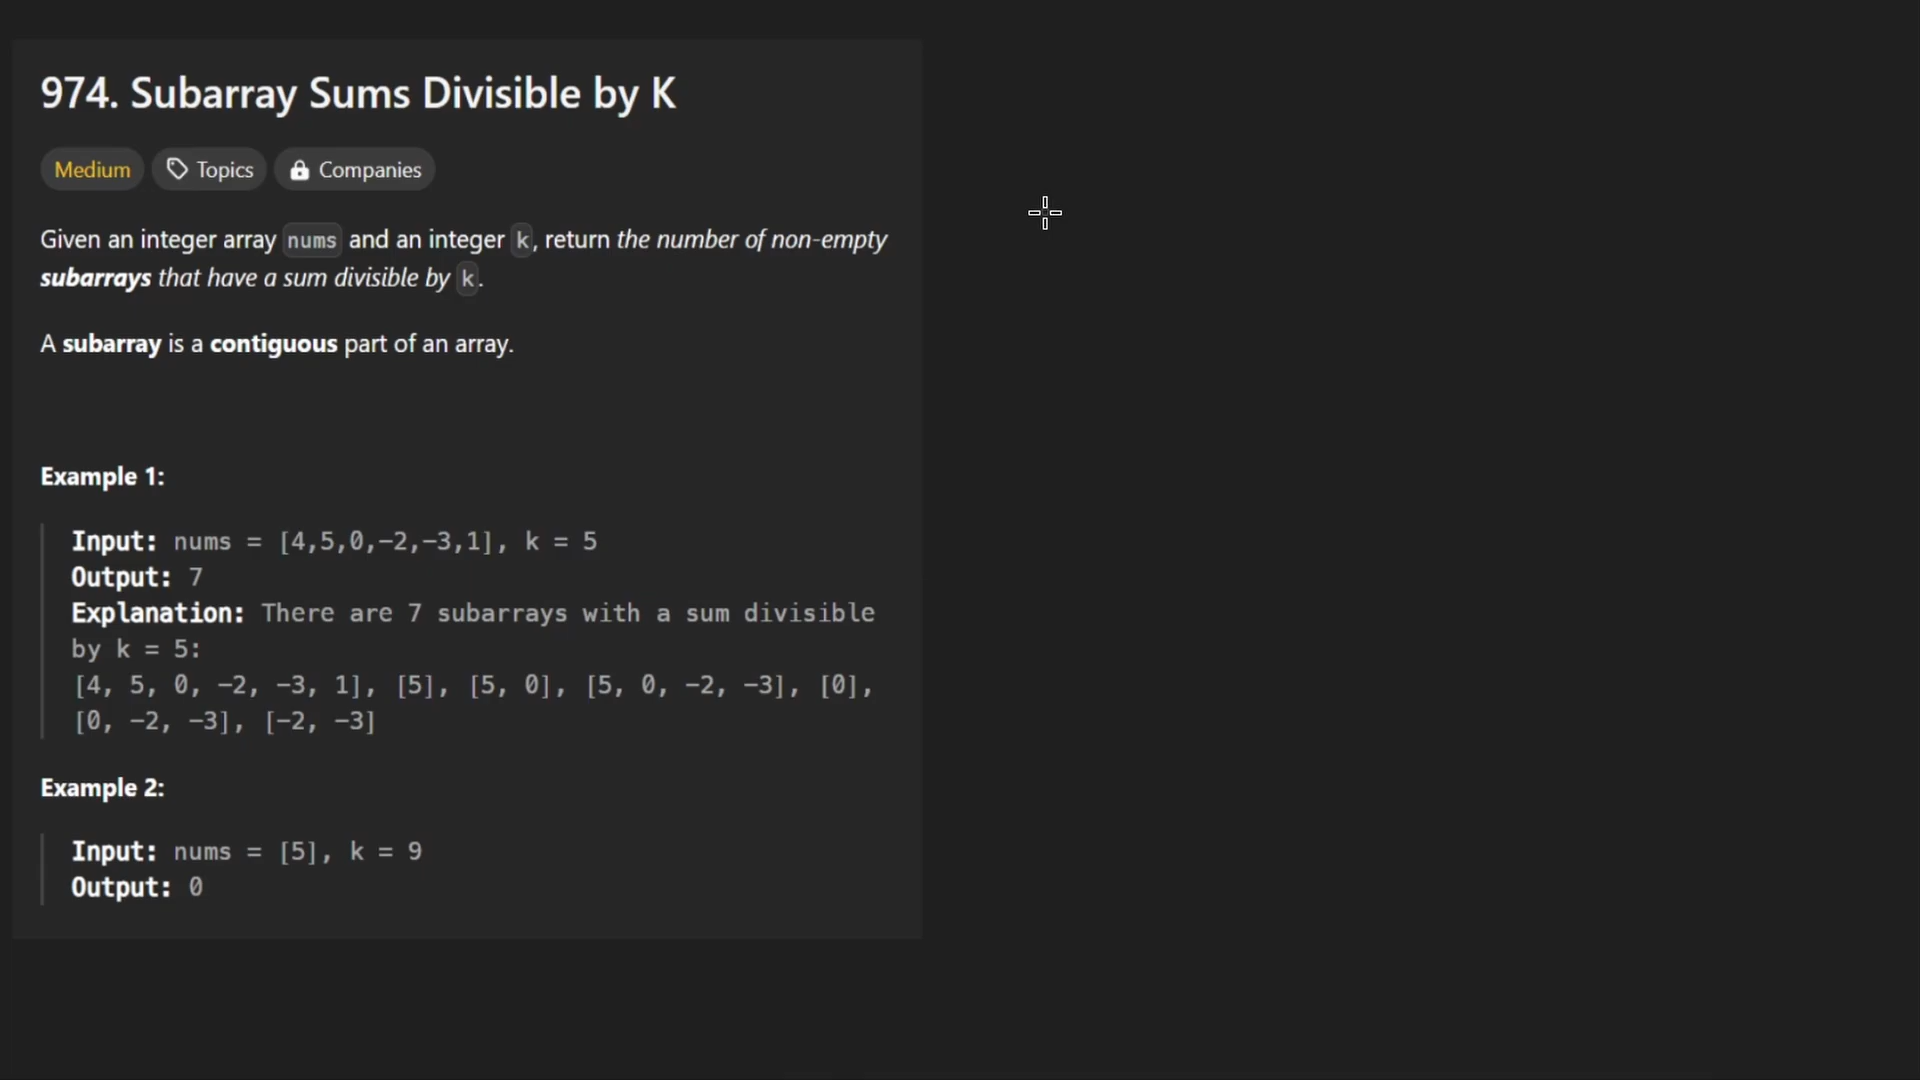 974. Subarray Sums Divisible by K
Medium Topics Companies
Given an integer array nums and an integer k, return the number of non-empty
subarrays that have a sum divisible by k.
A subarray is a contiguous part of an array.
Example 1:
Input: nums = [4,5,0,-2,-3,1], k = 5
Output: 7
Explanation: There are 7 subarrays with a sum divisible
by k = 5:
[4, 5, 0, -2, -3, 1], [5], [5, 0], [5, 0, -2, -3], [0],
[0, -2, -3], [-2, -3]
Example 2:
Input: nums = [5], k = 9
Output: 0